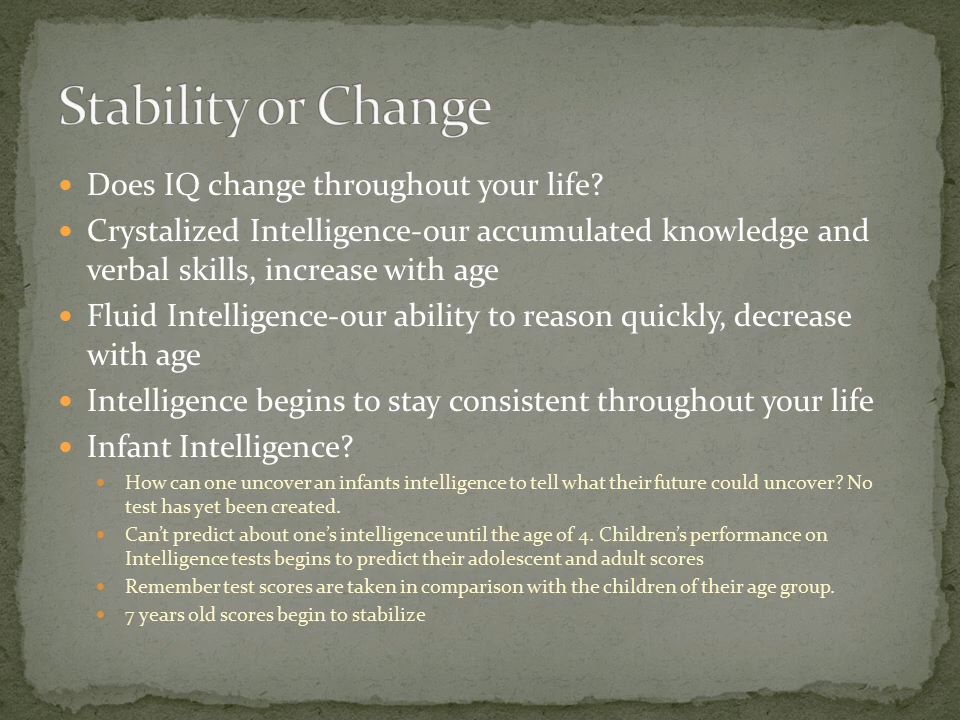 Stability or Change
Does IQ change throughout your life?
Crystalized Intelligence-our accumulated knowledge and
verbal skills, increase with age
Fluid Intelligence-our ability to reason quickly, decrease
with age
Intelligence begins to stay consistent throughout your life
Infant Intelligence?
How can one uncover an infants intelligence to tell what their future could uncover? No
test has yet been created.
Can't predict about one's intelligence until the age of 4. Children's performance on
Intelligence tests begins to predict their adolescent and adult scores
Remember test scores are taken in comparison with the children of their age group.
7 years old scores begin to stabilize